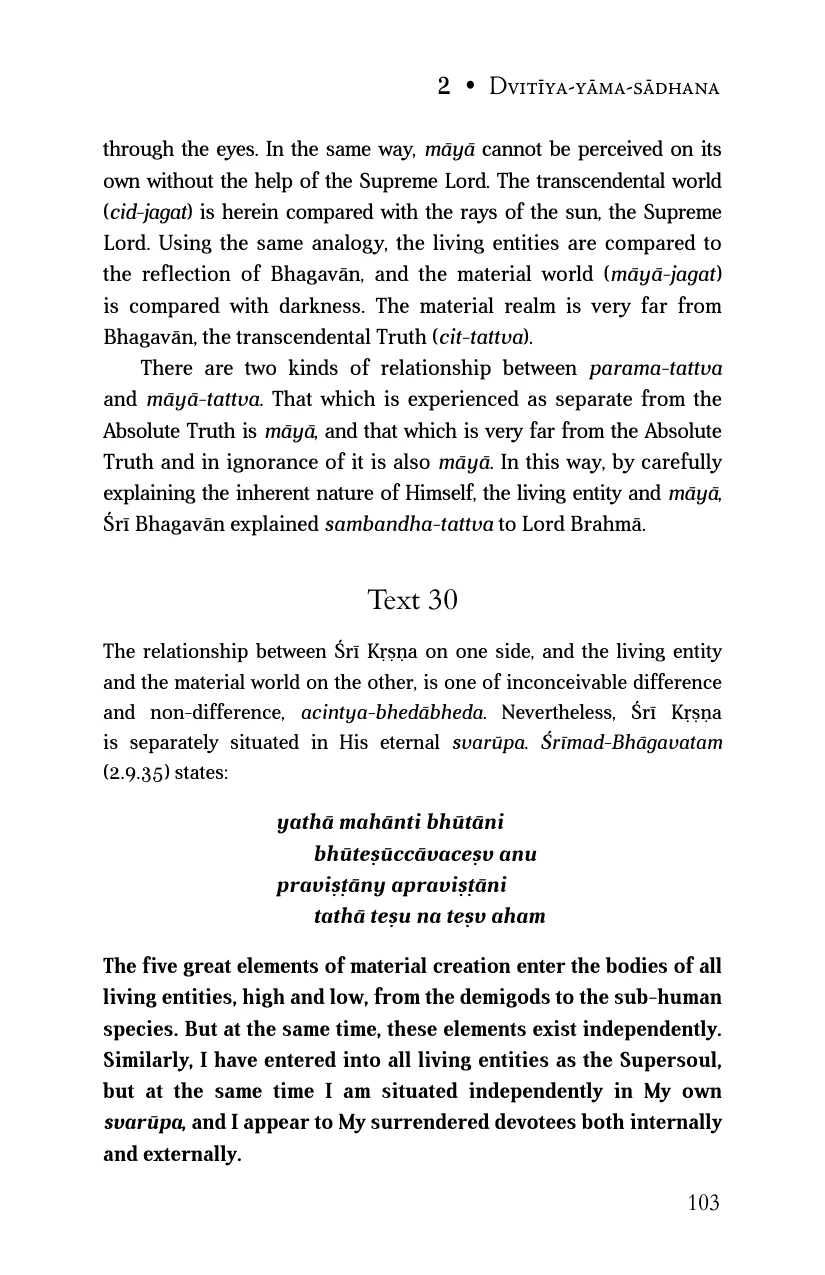 2 • Dvitīya-yāma-sādhana
through the eyes. In the same way, māyā cannot be perceived on its
own without the help of the Supreme Lord. The transcendental world
(cid-jagat) is herein compared with the rays of the sun, the Supreme
Lord. Using the same analogy, the living entities are compared to
the reflection of Bhagavān, and the material world (māyā-jagat)
is compared with darkness. The material realm is very far from
Bhagavān, the transcendental Truth (cit-tattva).
There are two kinds of relationship between parama-tattva
and māyā-tattva. That which is experienced as separate from the
Absolute Truth is māyā, and that which is very far from the Absolute
Truth and in ignorance of it is also māyā. In this way, by carefully
explaining the inherent nature of Himself, the living entity and māyā,
Śrī Bhagavān explained sambandha-tattva to Lord Brahmā.
Text 30
The relationship between Śrī Kṛṣṇa on one side, and the living entity
and the material world on the other, is one of inconceivable difference
and non-difference, acintya-bhedābheda. Nevertheless, Śrī Kṛṣṇa
is separately situated in His eternal svarūpa. Śrīmad-Bhāgavatam
(2.9.35) states:
yathā mahānti bhūtāni
bhūteṣūccāvaceṣv anu
praviṣṭāny apraviṣṭāni
tathā teṣu na teṣv aham
The five great elements of material creation enter the bodies of all
living entities, high and low, from the demigods to the sub-human
species. But at the same time, these elements exist independently.
Similarly, I have entered into all living entities as the Supersoul,
but at the same time I am situated independently in My own
svarūpa, and I appear to My surrendered devotees both internally
and externally.
103